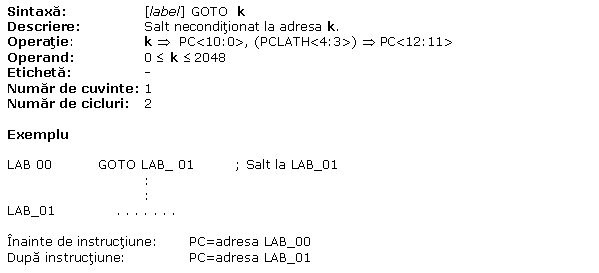 Sintaxă: [label] GOTO k
Descriere: Salt necondiţionat la adresa k.
Operaţie: k ⇒ PC<10:0>, (PCLATH<4:3>) ⇒ PC<12:11>
Operand: 0 ≤ k ≤ 2048
Etichetă: –
Număr de cuvinte: 1
Număr de cicluri: 2
Exemplu
LAB 00 GOTO LAB_ 01 ; Salt la LAB_01
:
:
LAB_01 . . . . . . .
Înainte de instrucţiune: PC=adresa LAB_00
După instrucţiune: PC=adresa LAB_01